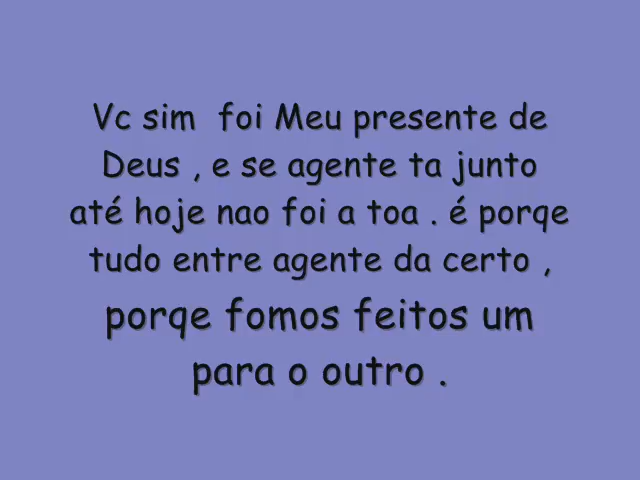 Vc sim foi Meu presente de
Deus , e se agente ta junto
até hoje nao foi a toa . é porqe
tudo entre agente da certo ,
porqe fomos feitos um
para o outro .